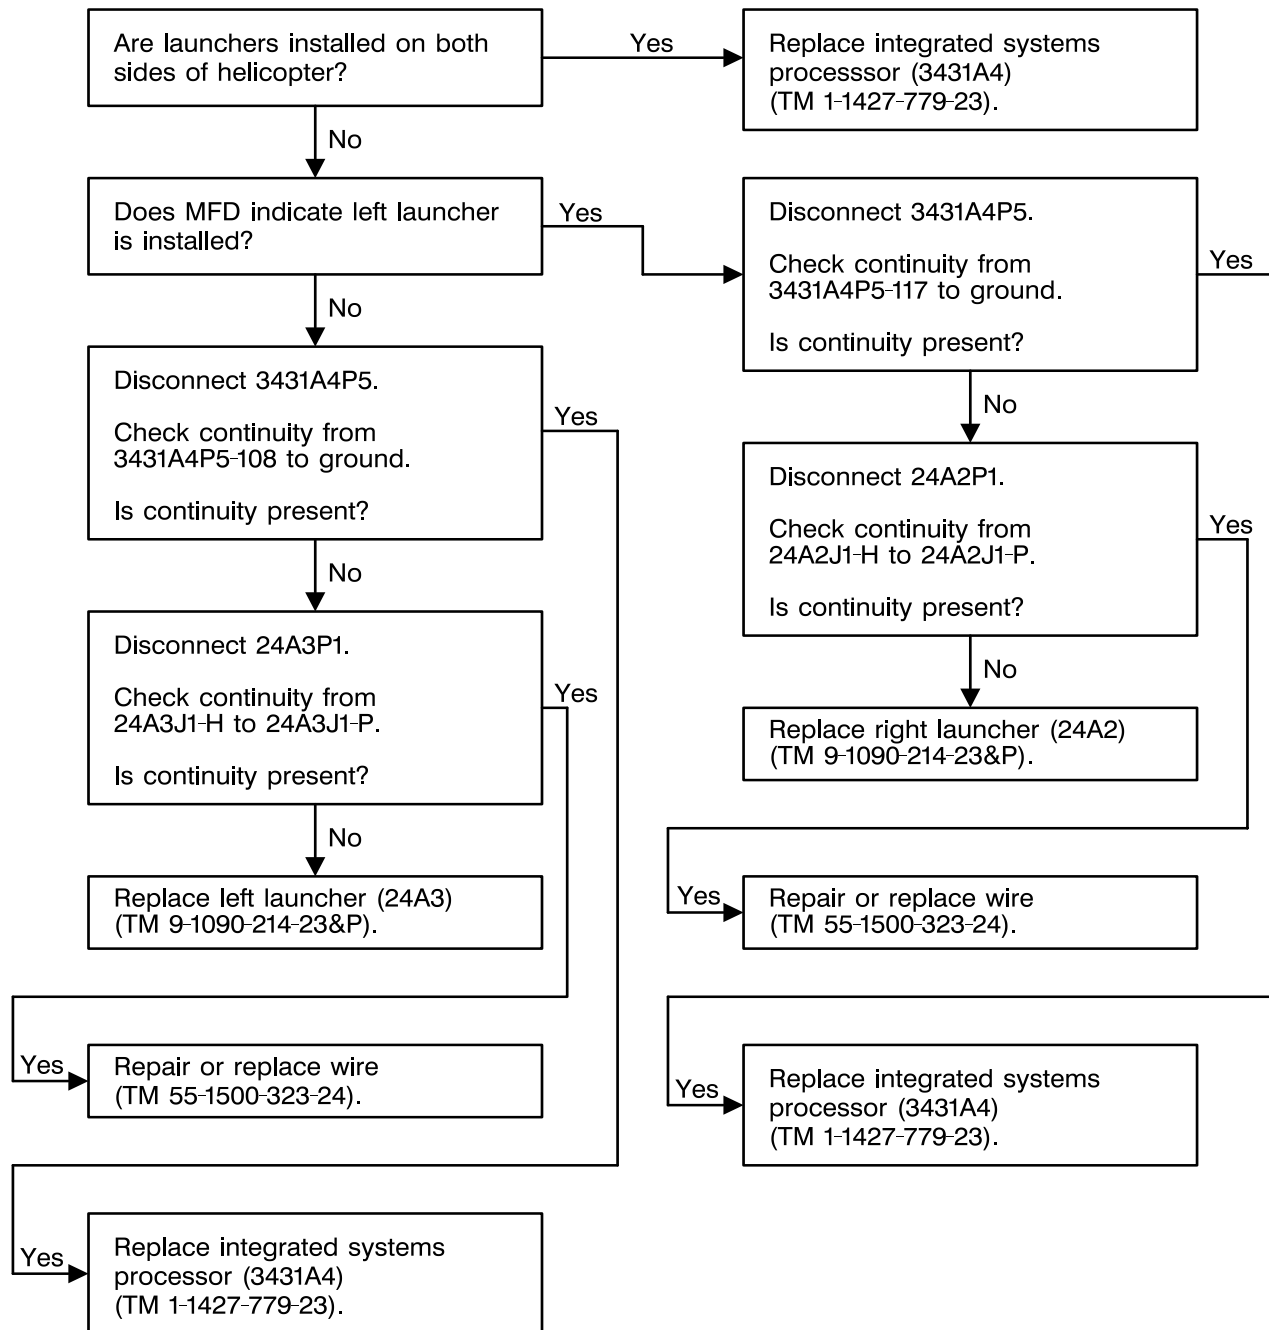 Are launchers installed on both
sides of helicopter?
Yes
Replace integrated systems
processsor (3431A4)
(TM 1-1427-779-23).
No
Does MFD indicate left launcher
is installed?
Yes
Disconnect 3431A4P5.
Check continuity from
3431A4P5-117 to ground.
Is continuity present?
Yes
No
No
Disconnect 3431A4P5.
Check continuity from
3431A4P5-108 to ground.
Is continuity present?
Yes
Disconnect 24A2P1.
Check continuity from
24A2J1-H to 24A2J1-P.
Is continuity present?
Yes
No
No
Disconnect 24A3P1.
Check continuity from
24A3J1-H to 24A3J1-P.
Is continuity present?
Yes
Replace right launcher (24A2)
(TM 9-1090-214-23&P).
No
Replace left launcher (24A3)
(TM 9-1090-214-23&P).
Yes
Repair or replace wire
(TM 55-1500-323-24).
Yes
Repair or replace wire
(TM 55-1500-323-24).
Yes
Replace integrated systems
processor (3431A4)
(TM 1-1427-779-23).
Yes
Replace integrated systems
processor (3431A4)
(TM 1-1427-779-23).